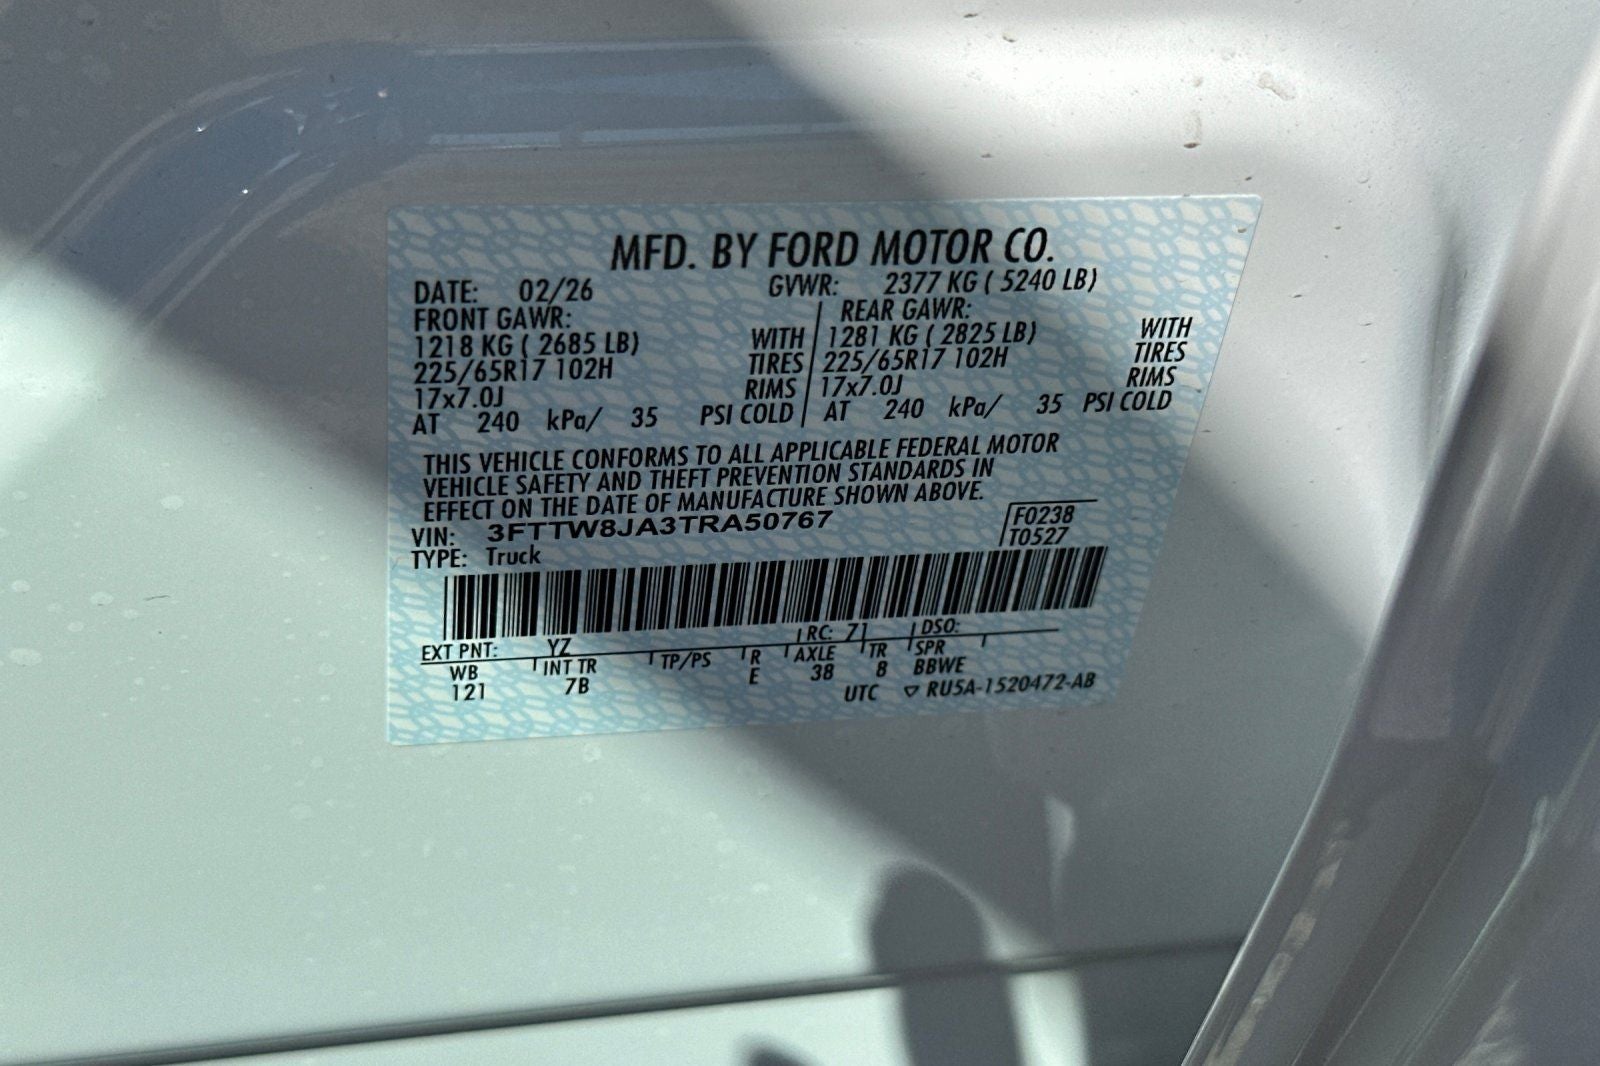 MFD. BY FORD MOTOR CO.
DATE: 02/26 GVWR: 2377 KG ( 5240 LB)
FRONT GAWR: REAR GAWR:
1218 KG ( 2685 LB) WITH 1281 KG ( 2825 LB) WITH
225/65R17 102H TIRES 225/65R17 102H TIRES
17x7.0J RIMS 17x7.0J RIMS
AT 240 kPa/ 35 PSI COLD AT 240 kPa/ 35 PSI COLD
THIS VEHICLE CONFORMS TO ALL APPLICABLE FEDERAL MOTOR
VEHICLE SAFETY AND THEFT PREVENTION STANDARDS IN
EFFECT ON THE DATE OF MANUFACTURE SHOWN ABOVE.
VIN: 3FTTW8JA3TRA50767 F0238
TYPE: Truck T0527
EXT PNT: YZ RC: 71 DSO:
WB INT TR TP/PS R AXLE TR SPR
121 7B E 38 8 BBWE
UTC ▽ RU5A-1520472-AB